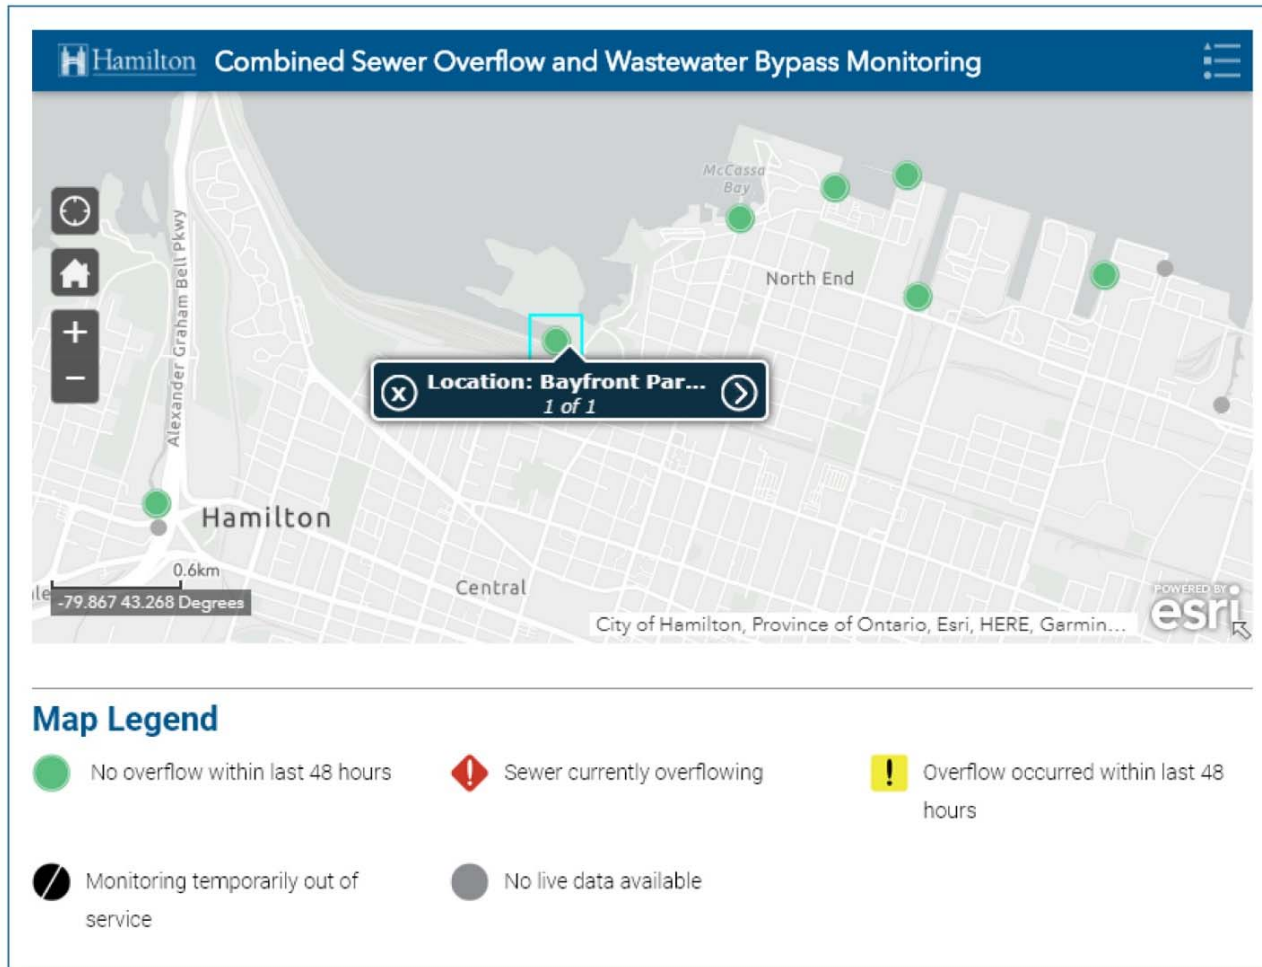 Hamilton Combined Sewer Overflow and Wastewater Bypass Monitoring
McCassa
Bay
North End
Alexander Graham Bell Pkwy
Location: Bayfront Par...
1 of 1
Hamilton
Central
0.6km
-79.867 43.268 Degrees
City of Hamilton, Province of Ontario, Esri, HERE, Garmin...
POWERED BY
esri
Map Legend
No overflow within last 48 hours
Sewer currently overflowing
Overflow occurred within last 48
hours
Monitoring temporarily out of
service
No live data available